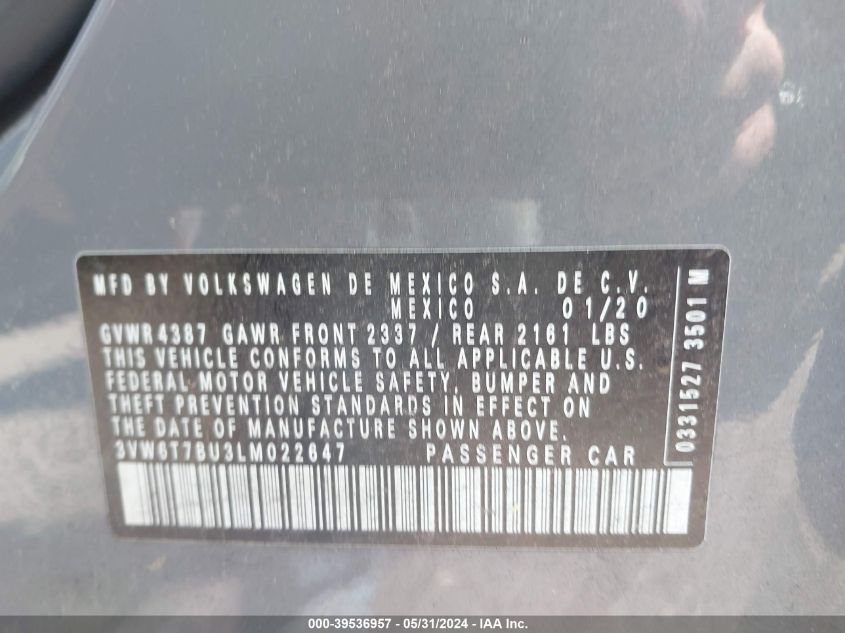 MFD BY VOLKSWAGEN DE MEXICO S.A. DE C.V.
MEXICO 01/20
GVWR 4387 GAWR FRONT 2337 / REAR 2161 LBS
THIS VEHICLE CONFORMS TO ALL APPLICABLE U.S.
FEDERAL MOTOR VEHICLE SAFETY, BUMPER AND
THEFT PREVENTION STANDARDS IN EFFECT ON
THE DATE OF MANUFACTURE SHOWN ABOVE.
3VW6T7BU3LM022647 PASSENGER CAR
0331527 3501 M
000-39536957 - 05/31/2024 - IAA Inc.